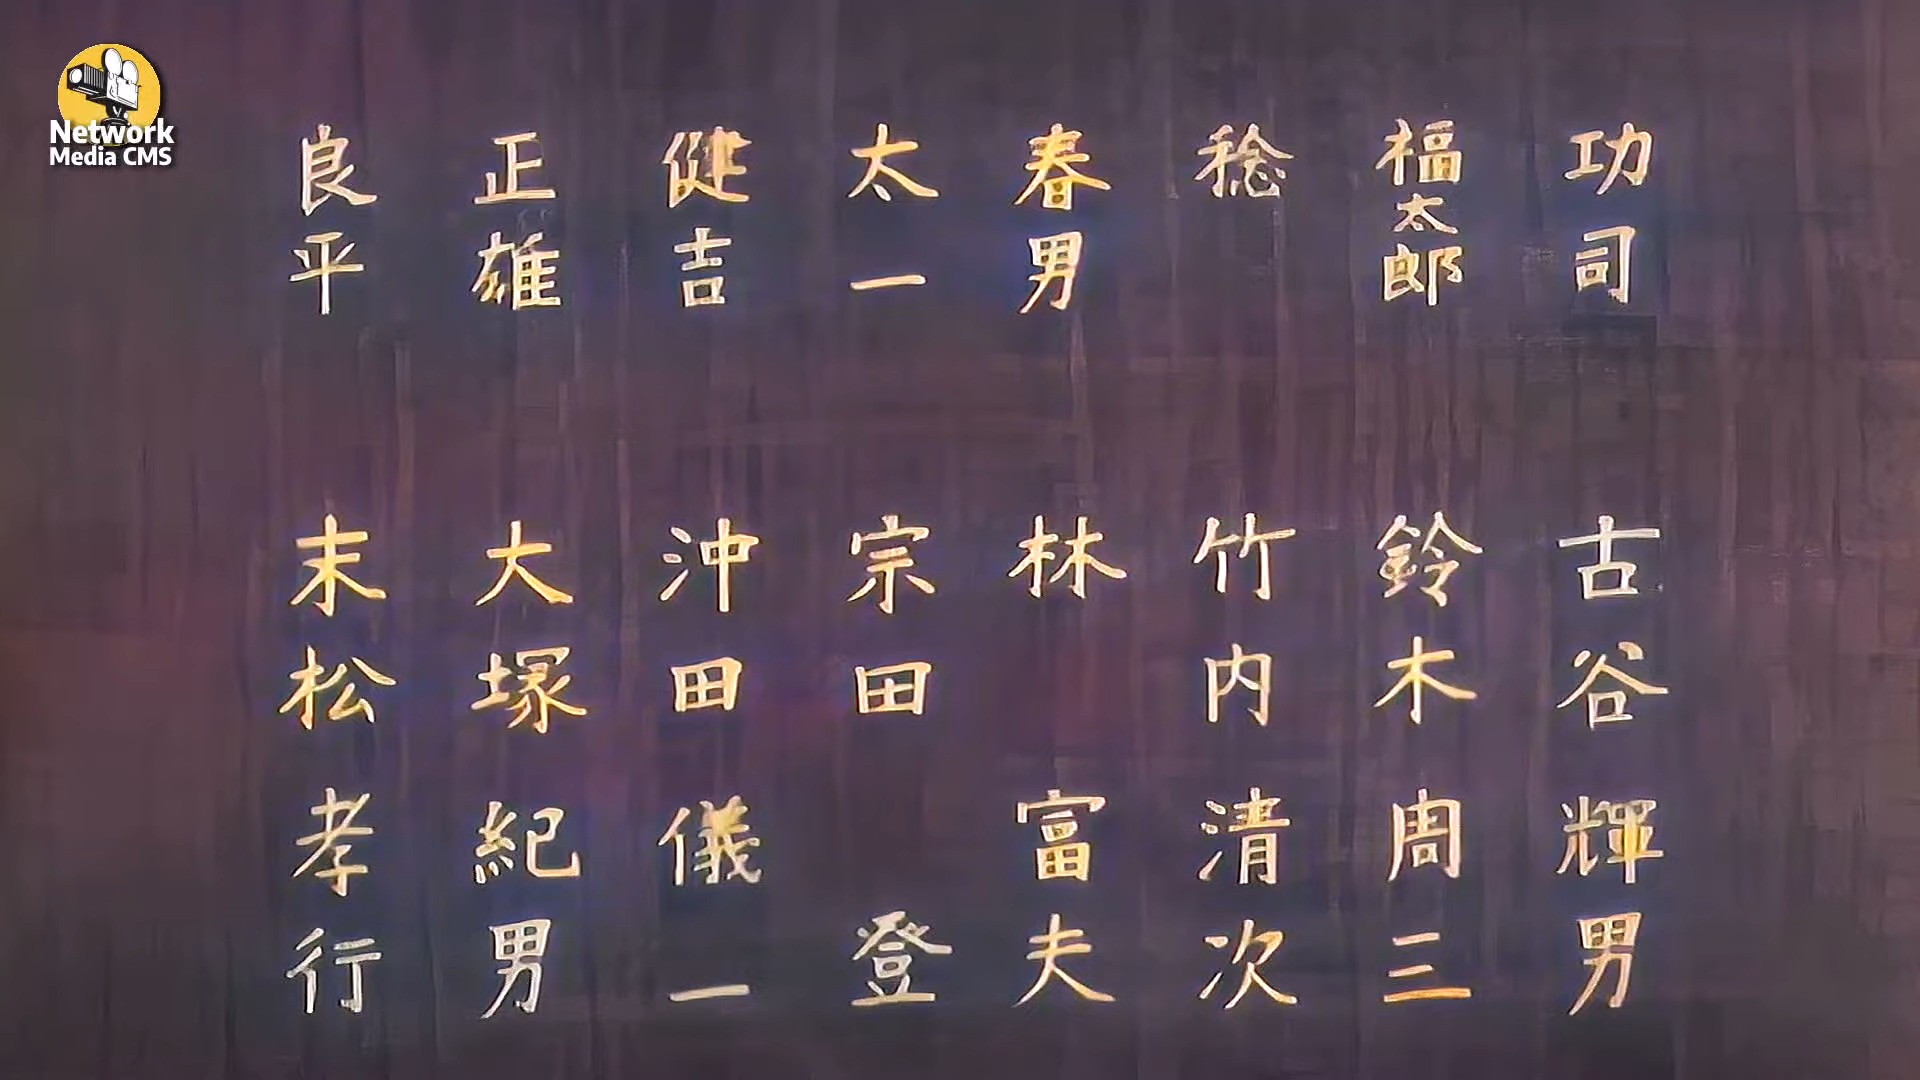 Network
Media CMS
功司
福太郎
稔
春男
太一
健吉
正雄
良平
古谷輝男
鈴木周三
竹内清次
林富夫
宗田登
沖田儀一
大塚紀男
末松孝行